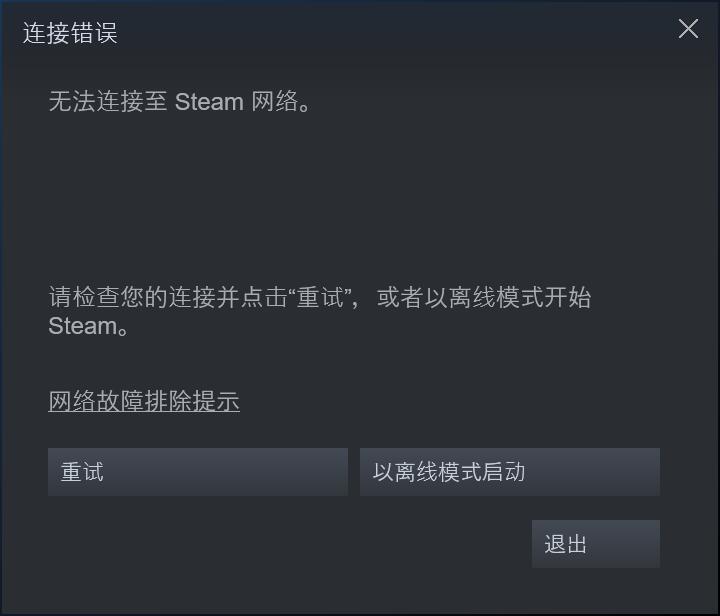 连接错误
无法连接至 Steam 网络。
请检查您的连接并点击“重试”，或者以离线模式开始
Steam。
网络故障排除提示
重试
以离线模式启动
退出